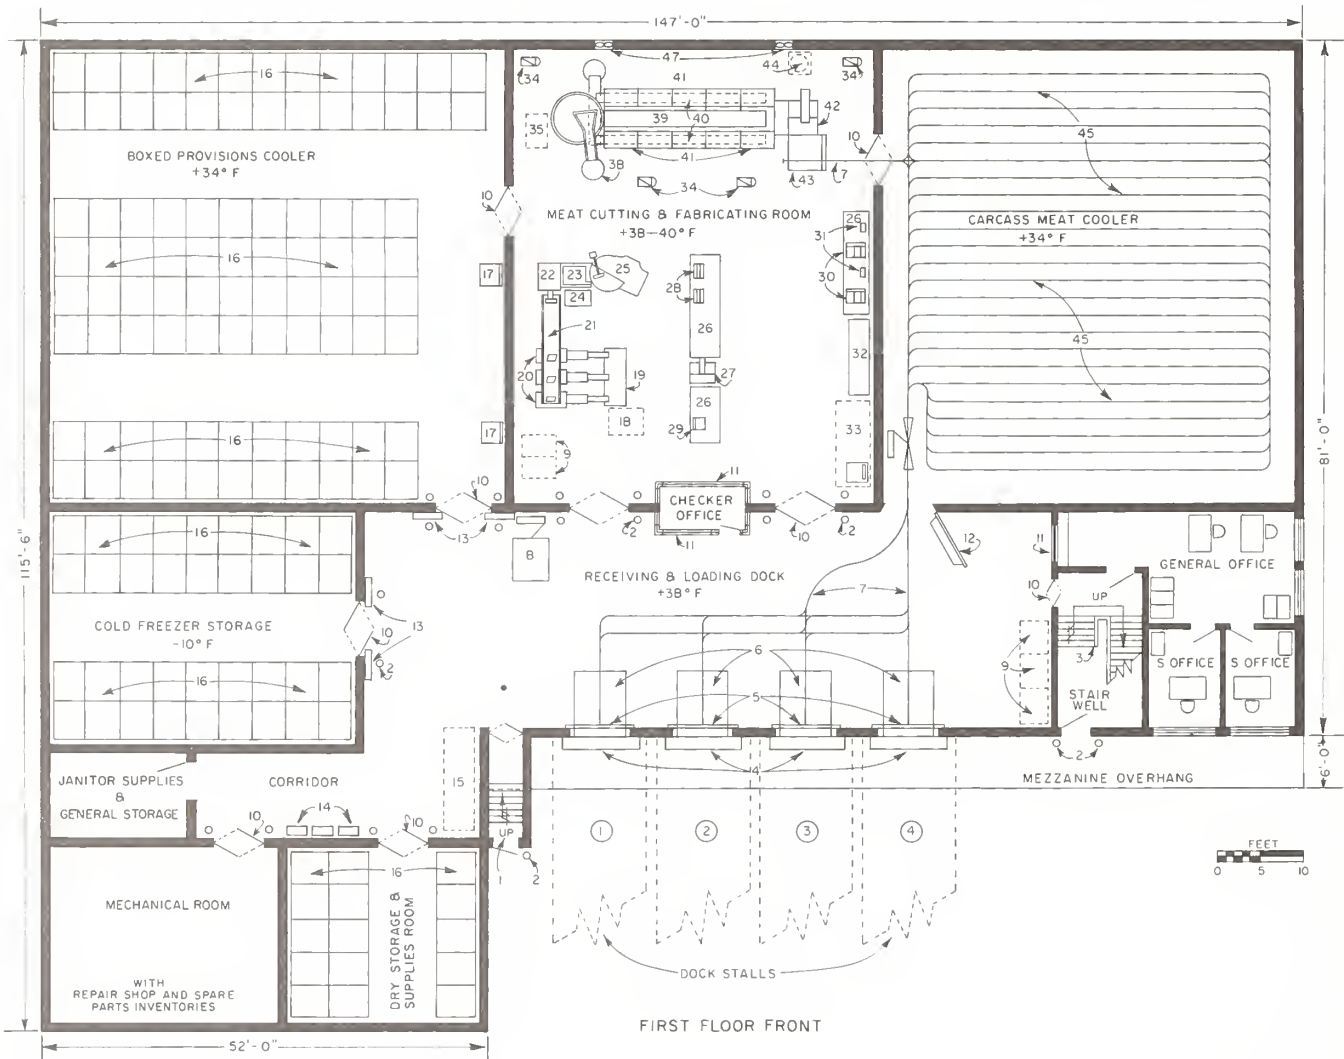 147'-0"
16
34
47
41
44
34
BOXED PROVISIONS COOLER
+34° F
35
39
40
42
10
45
38
41
43
7
10
34
16
MEAT CUTTING & FABRICATING ROOM
+38-40° F
26
31
30
CARCASS MEAT COOLER
+34° F
17
22
23
25
24
28
26
21
32
45
20
19
27
18
26
29
33
81'-0"
16
17
9
10
11
CHECKER
OFFICE
13
2
11
10
2
16
8
12
11
GENERAL OFFICE
115'-6"
RECEIVING & LOADING DOCK
+38° F
7
10
UP
COLD FREEZER STORAGE
-10° F
13
10
2
16
6
9
3
S OFFICE
S OFFICE
5
STAIR
WELL
2
4
6'-0"
MEZZANINE OVERHANG
JANITOR SUPPLIES
&
GENERAL STORAGE
CORRIDOR
15
14
10
10
UP
1
2
1
2
3
4
FEET
0 5 10
16
MECHANICAL ROOM
DRY STORAGE &
SUPPLIES ROOM
WITH
REPAIR SHOP AND SPARE
PARTS INVENTORIES
DOCK STALLS
FIRST FLOOR FRONT
52'-0"